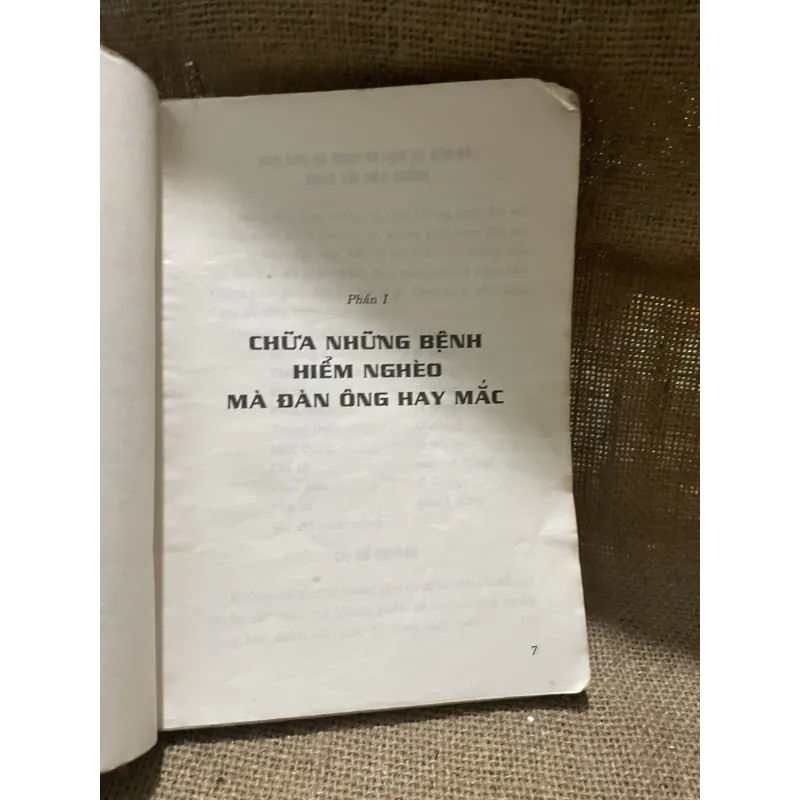 Phần I
CHỮA NHỮNG BỆNH
HIỂM NGHÈO
MÀ ĐÀN ÔNG HAY MẮC
7